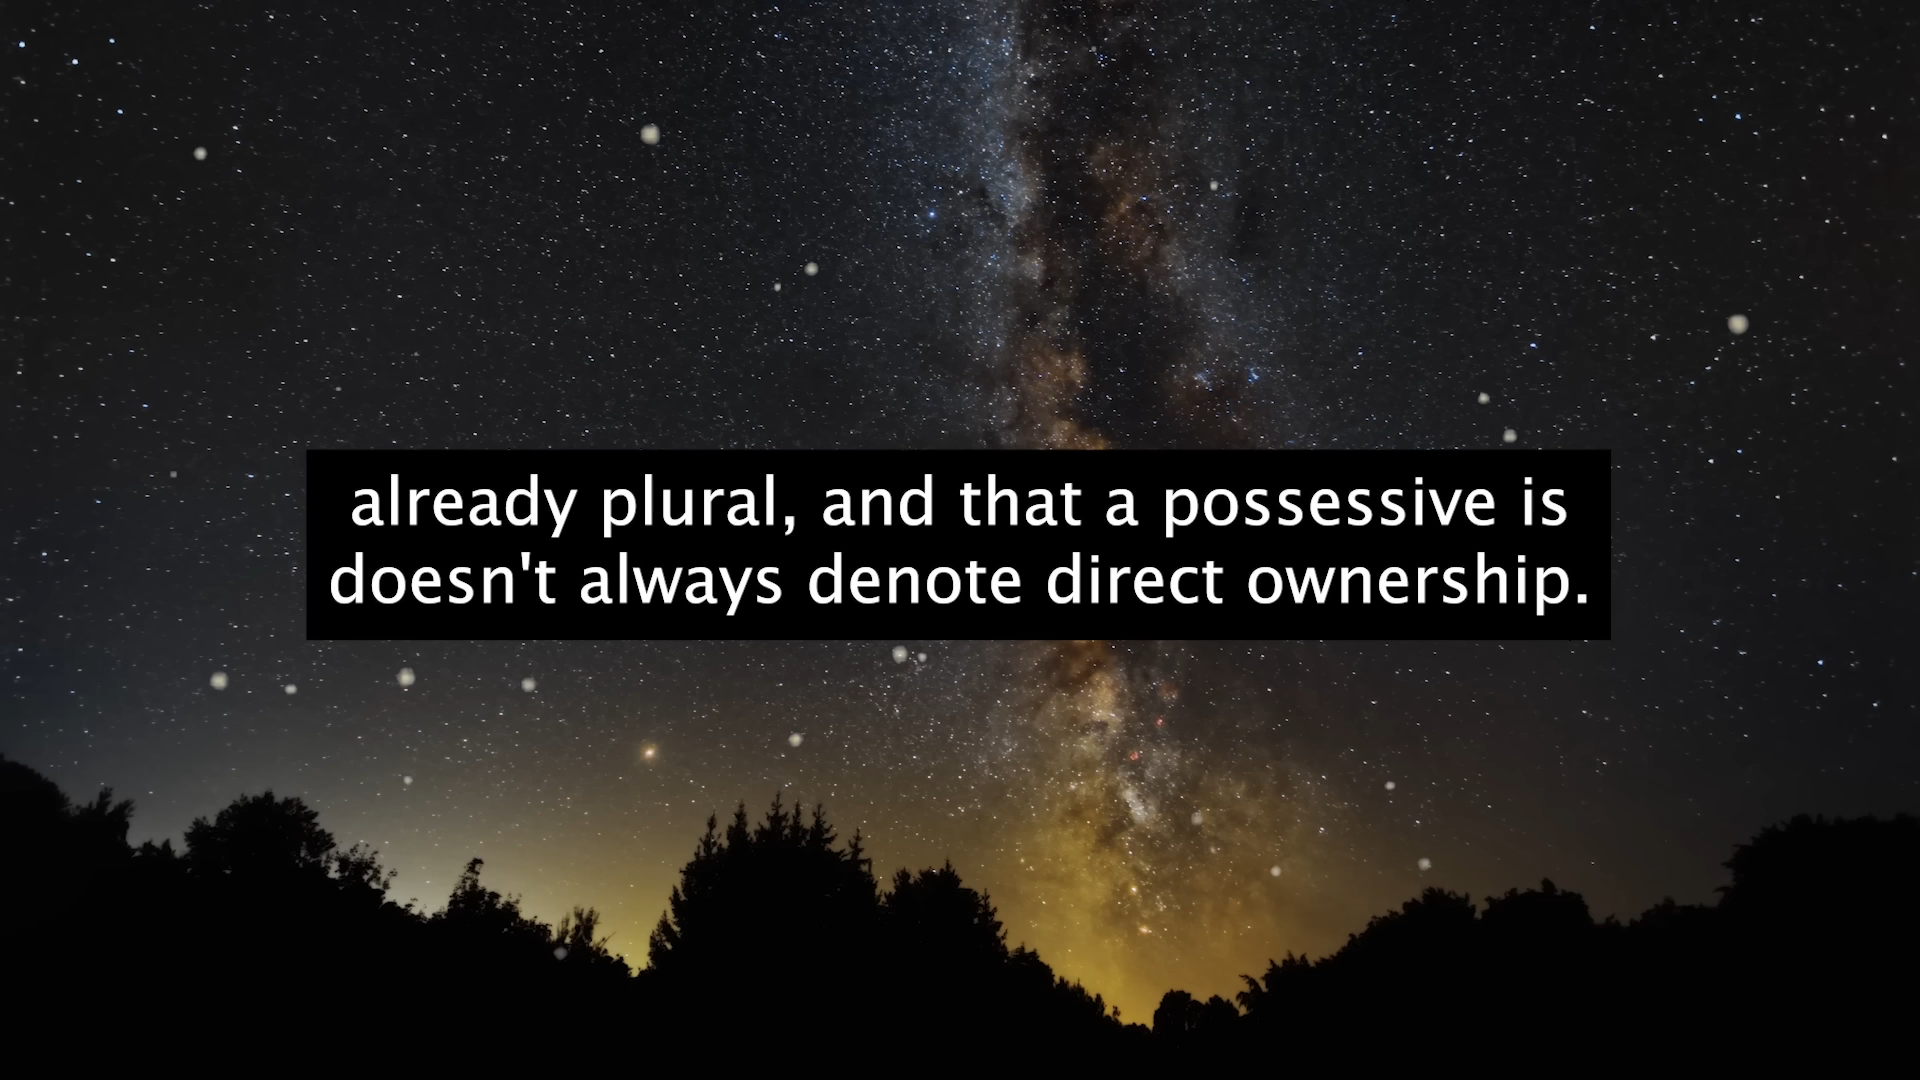 already plural, and that a possessive is
doesn't always denote direct ownership.